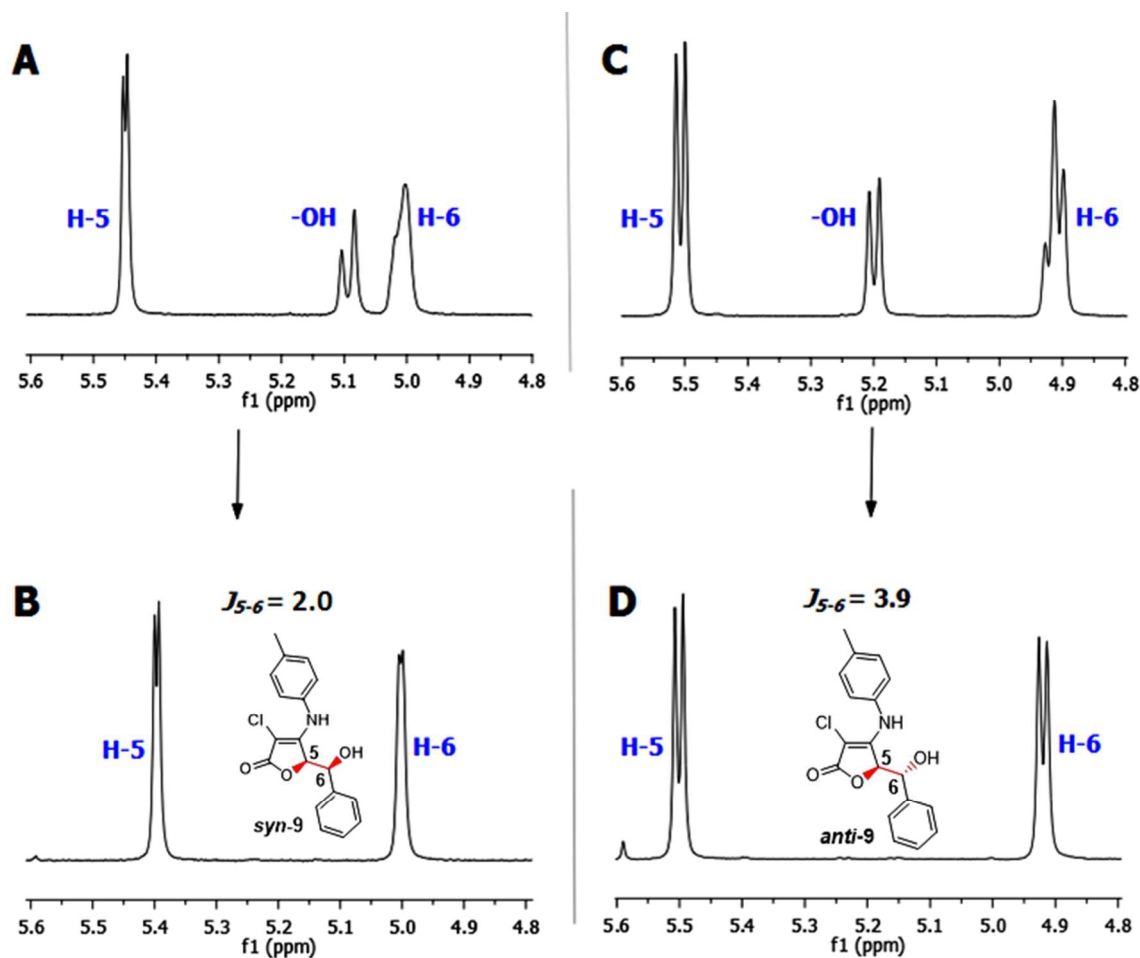 A
H-5
-OH
H-6
5.6 5.5 5.4 5.3 5.2 5.1 5.0 4.9 4.8
f1 (ppm)
C
H-5
-OH
H-6
5.6 5.5 5.4 5.3 5.2 5.1 5.0 4.9 4.8
f1 (ppm)
B
J5-6 = 2.0
H-5
Cl
NH
5
OH
O
O
6
syn-9
H-6
5.6 5.5 5.4 5.3 5.2 5.1 5.0 4.9 4.8
f1 (ppm)
D
J5-6 = 3.9
H-5
Cl
NH
5
OH
O
O
6
anti-9
H-6
5.6 5.5 5.4 5.3 5.2 5.1 5.0 4.9 4.8
f1 (ppm)